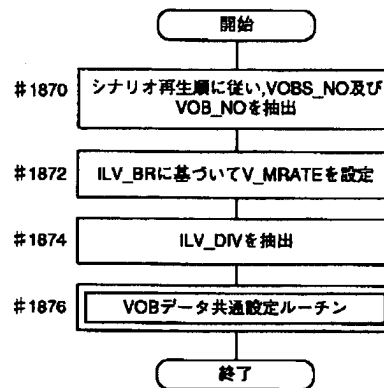 開始
#1870
シナリオ再生順に従い,VOBS_NO及び
VOB_NOを抽出
#1872
ILV_BRに基づいてV_MRATEを設定
#1874
ILV_DIVを抽出
#1876
VOBデータ共通設定ルーチン
終了